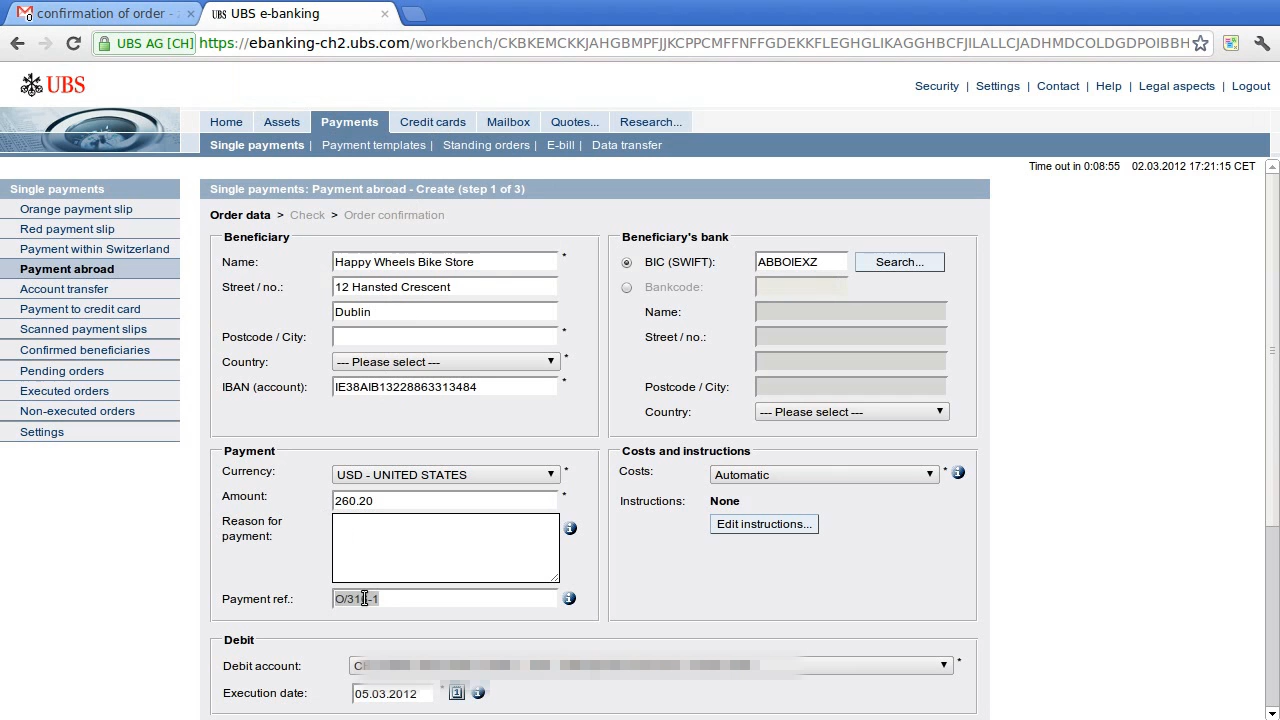 confirmation of order -
UBS e-banking
UBS AG [CH] https://ebanking-ch2.ubs.com/workbench/CKBKEMCKKJAHGBMPFJJKCPPCMFFNFFGDEKKFLEGHGLIKAGGHBCFJILALLCJADHMDCOLDGDPOIBBH
UBS
Security | Settings | Contact | Help | Legal aspects | Logout
Home Assets Payments Credit cards Mailbox Quotes... Research...
Single payments | Payment templates | Standing orders | E-bill | Data transfer
Time out in 0:08:55 02.03.2012 17:21:15 CET
Single payments
Orange payment slip
Red payment slip
Payment within Switzerland
Payment abroad
Account transfer
Payment to credit card
Scanned payment slips
Confirmed beneficiaries
Pending orders
Executed orders
Non-executed orders
Settings
Single payments: Payment abroad - Create (step 1 of 3)
Order data > Check > Order confirmation
Beneficiary
Name: Happy Wheels Bike Store *
Street / no.: 12 Hansted Crescent
Dublin
Postcode / City: *
Country: --- Please select --- *
IBAN (account): IE38AIB13228863313484 *
Beneficiary's bank
BIC (SWIFT): ABBOIEXZ Search...
Bankcode:
Name:
Street / no.:
Postcode / City:
Country: --- Please select ---
Payment
Currency: USD - UNITED STATES *
Amount: 260.20 *
Reason for
payment:
Payment ref.:
Costs and instructions
Costs: Automatic *
Instructions: None
Edit instructions...
Debit
Debit account: *
Execution date: 05.03.2012 *